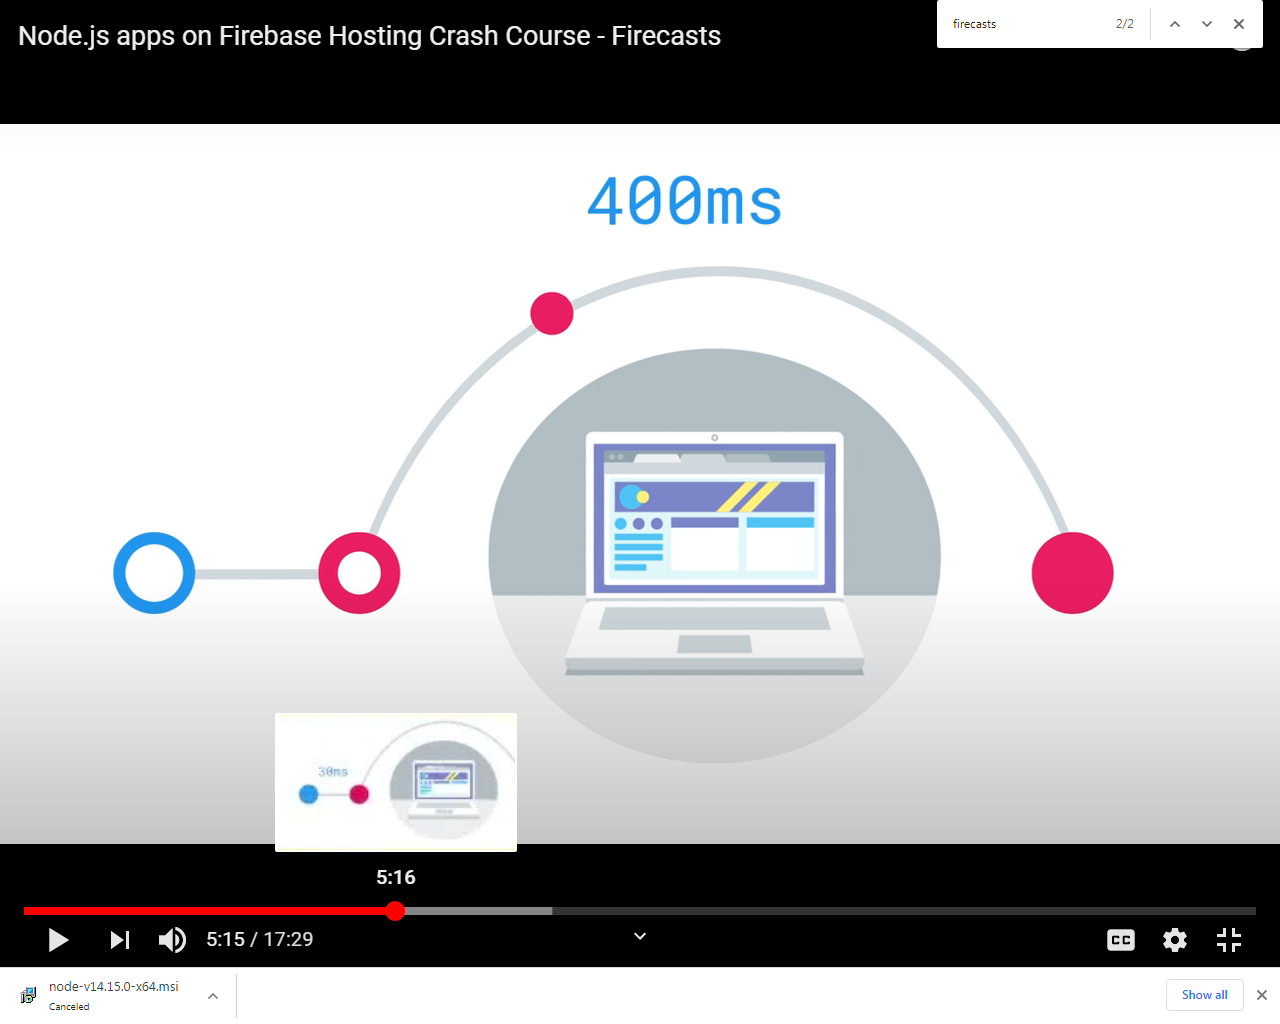 Node.js apps on Firebase Hosting Crash Course - Firecasts
firecasts 2/2
400ms
30ms
5:16
5:15 / 17:29
CC
node-v14.15.0-x64.msi
Canceled
Show all